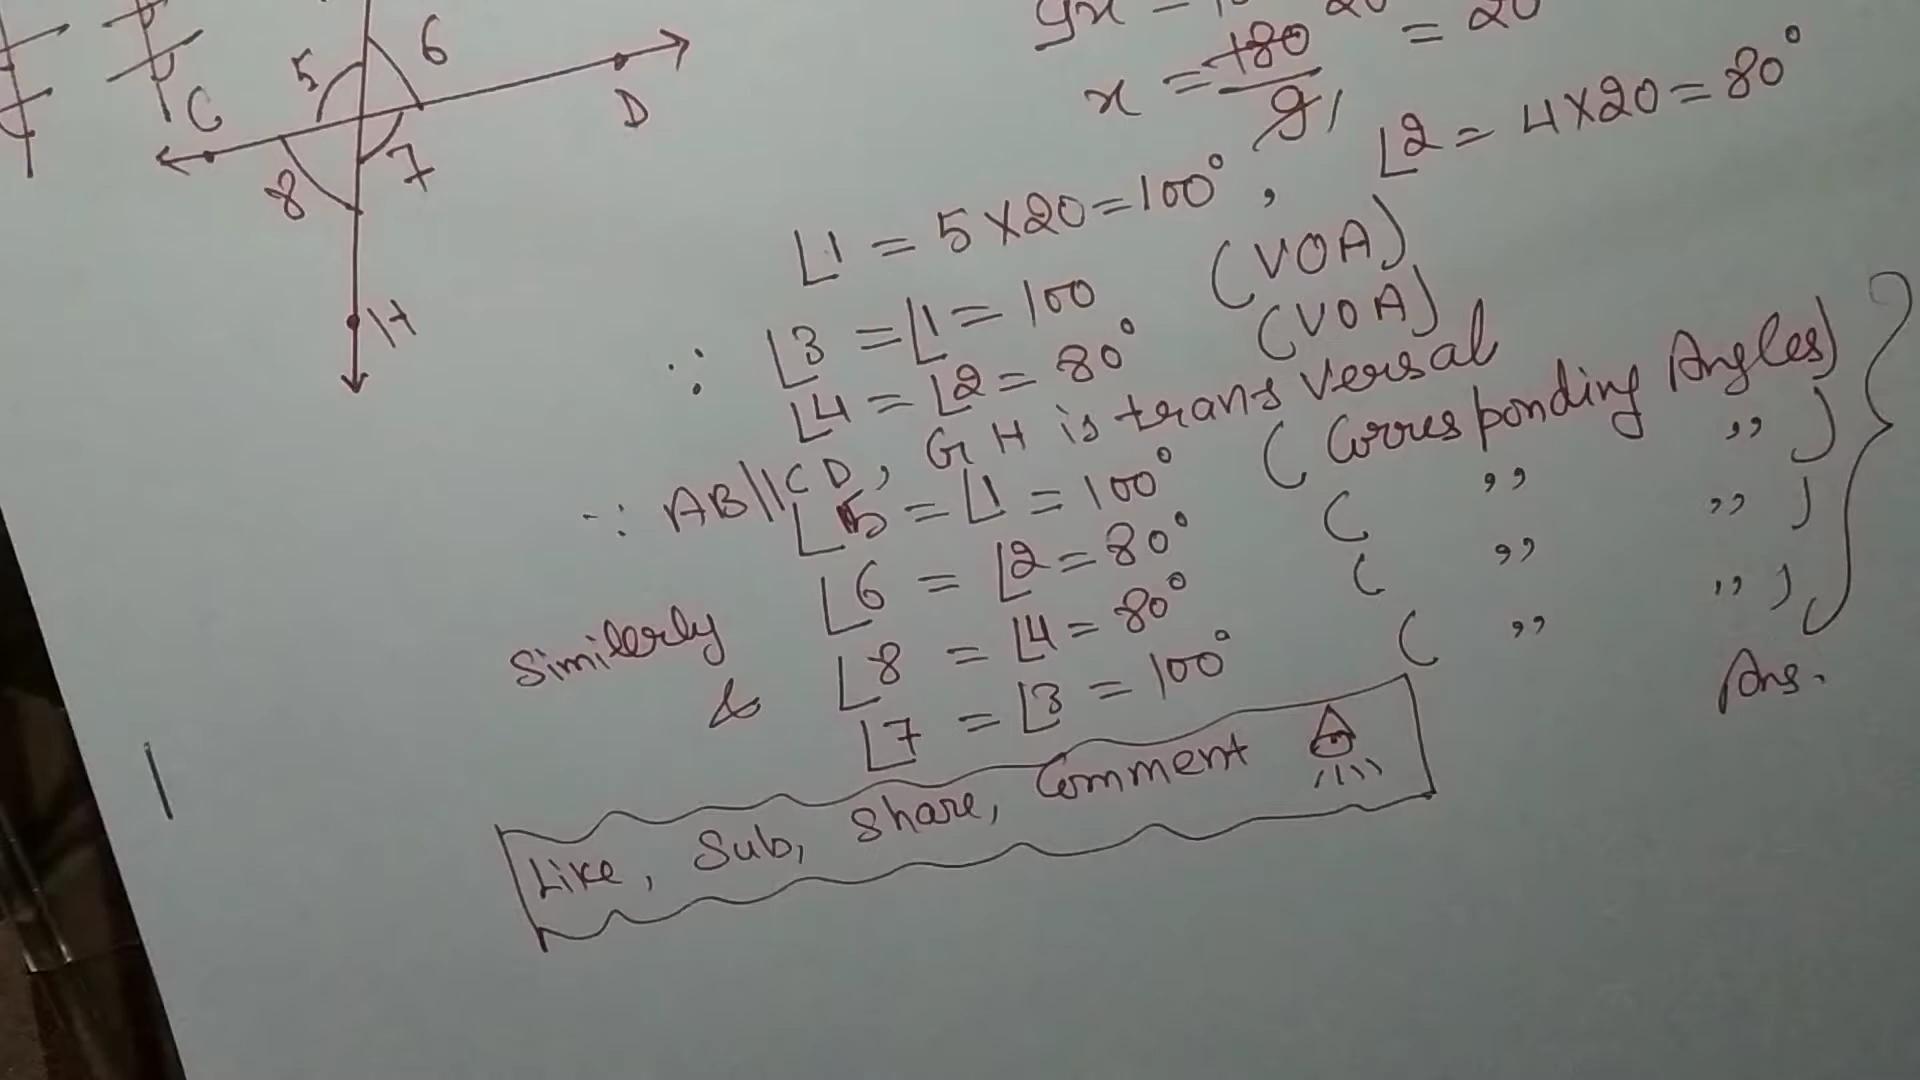 5
6
C
D
8
7
H
x = 180/9 = 20
∠1 = 5×20=100°, ∠2 = 4×20=80°
∵ ∠3 =∠1= 100 (VOA)
∠4 = ∠2= 80° (VOA)
∵ AB||CD, GH is transversal
∠5 = ∠1 = 100° (Corresponding Angles)
Similerly ∠6 = ∠2=80° ( ,, ,, )
& ∠8 = ∠4= 80° ( ,, ,, )
∠7 = ∠3 = 100° ( ,, ,, )
Ans.
Like, Sub, Share, Comment